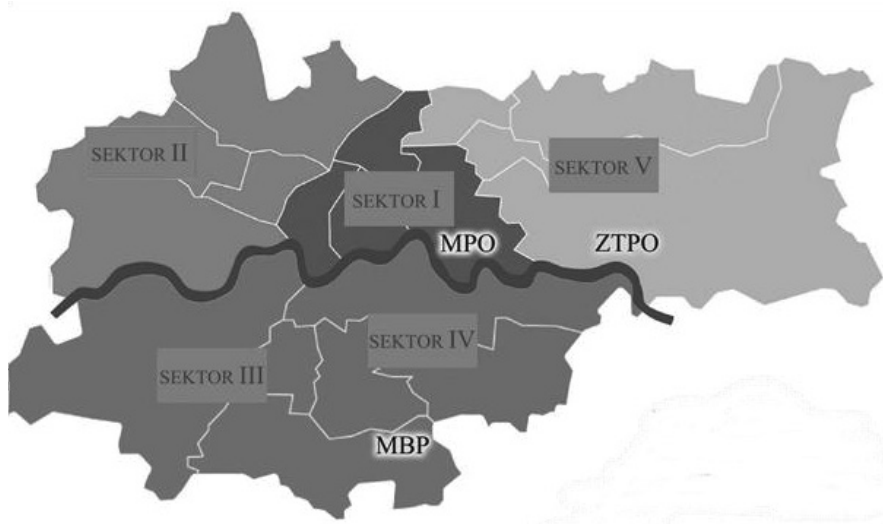 SEKTOR II
SEKTOR V
SEKTOR I
MPO
ZTPO
SEKTOR IV
SEKTOR III
MBP